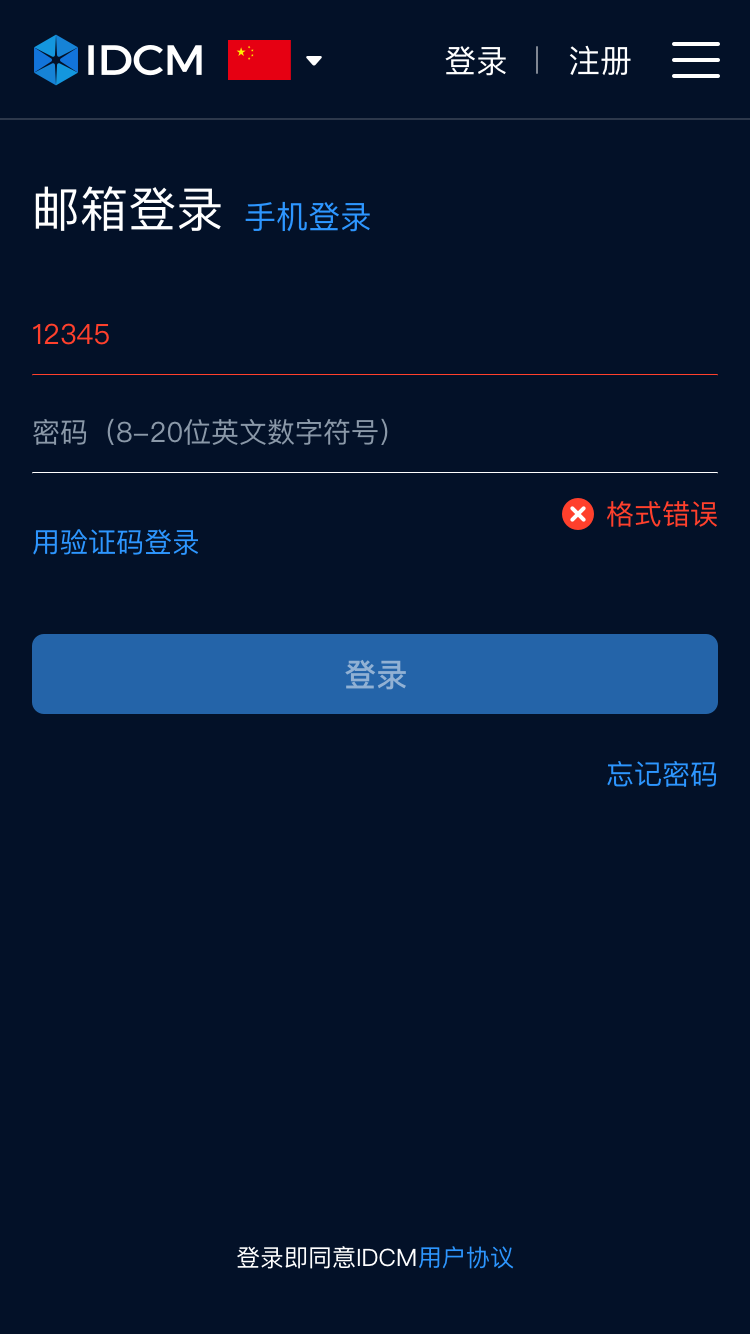 IDCM 登录 注册
邮箱登录 手机登录
12345
密码（8-20位英文数字符号）
格式错误
用验证码登录
登录
忘记密码
登录即同意IDCM用户协议